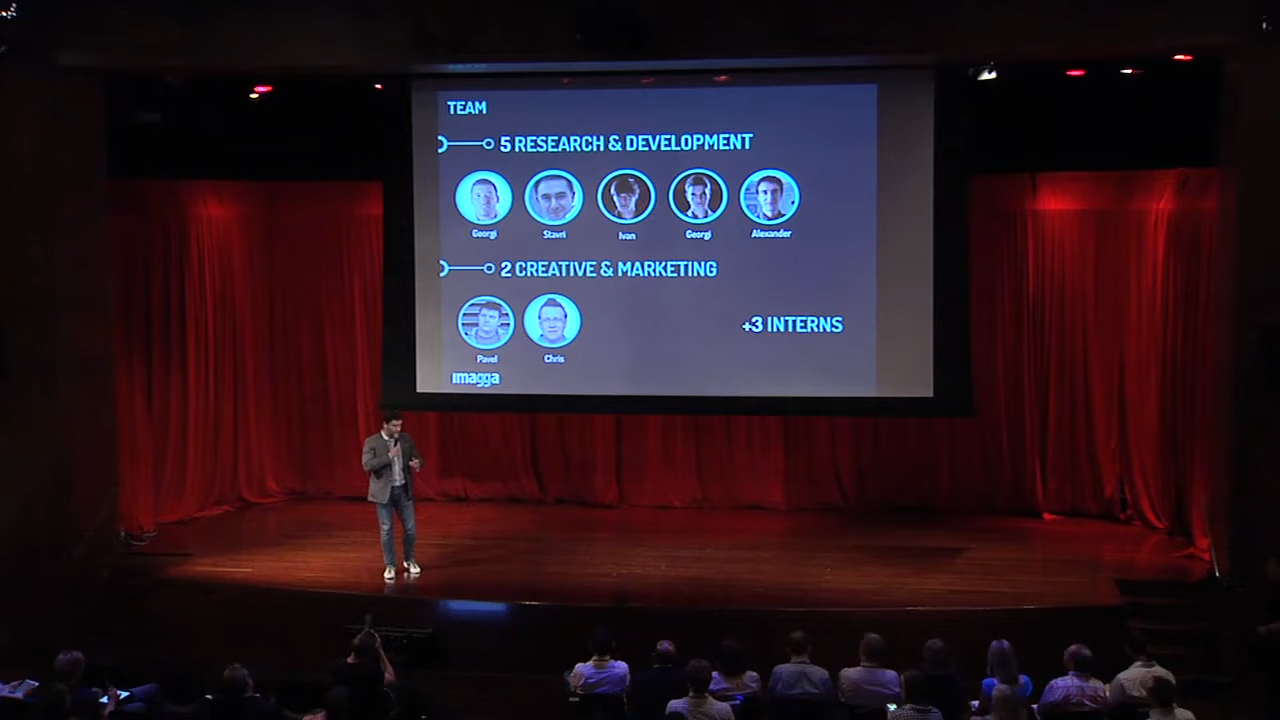 TEAM
5 RESEARCH & DEVELOPMENT
Georgi Stavri Ivan Georgi Alexander
2 CREATIVE & MARKETING
+3 INTERNS
Pavel Chris
imagga